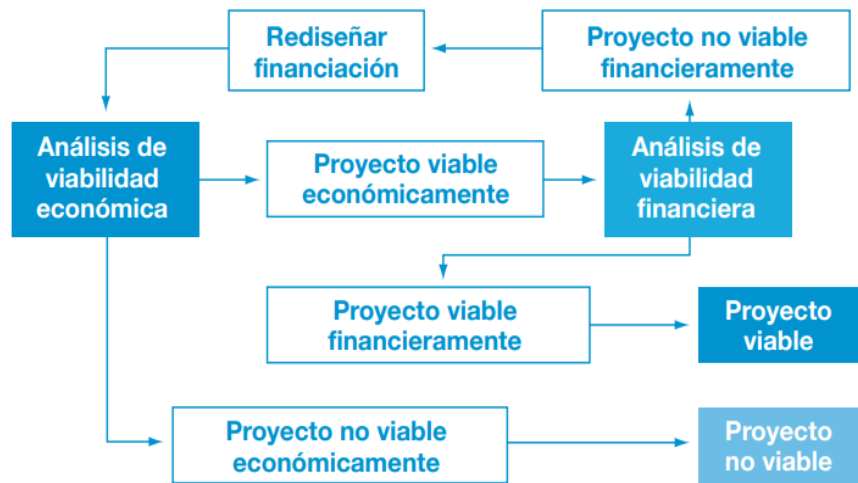 Rediseñar
financiación
Proyecto no viable
financieramente
Análisis de
viabilidad
económica
Proyecto viable
económicamente
Análisis de
viabilidad
financiera
Proyecto viable
financieramente
Proyecto
viable
Proyecto no viable
económicamente
Proyecto
no viable